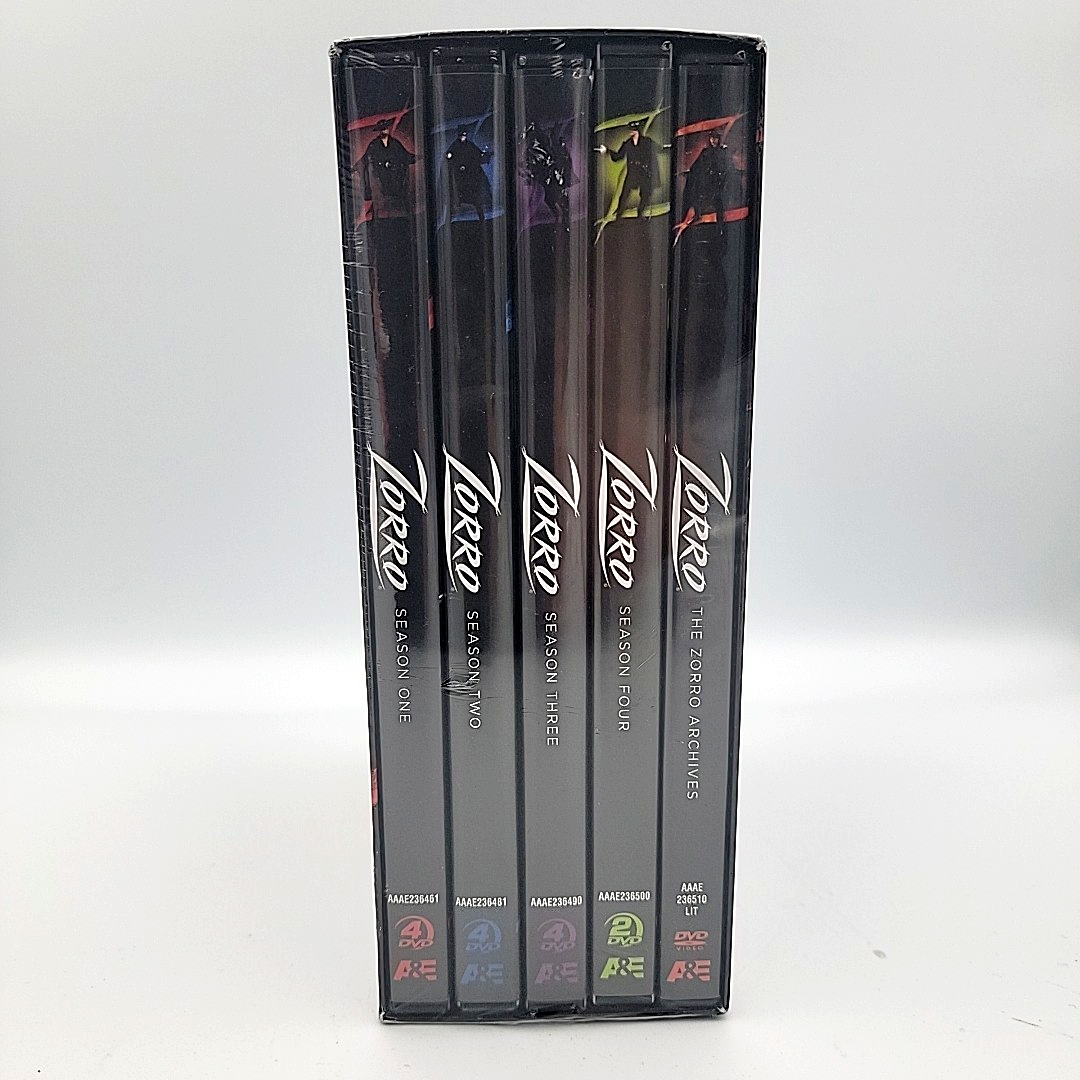 ZORRO
SEASON ONE
AAAE236461
4
DVD
A&E
ZORRO
SEASON TWO
AAAE236481
4
DVD
A&E
ZORRO
SEASON THREE
AAAE236490
4
DVD
A&E
ZORRO
SEASON FOUR
AAAE236500
2
DVD
A&E
ZORRO
THE ZORRO ARCHIVES
AAAE
236510
LIT
DVD
VIDEO
A&E